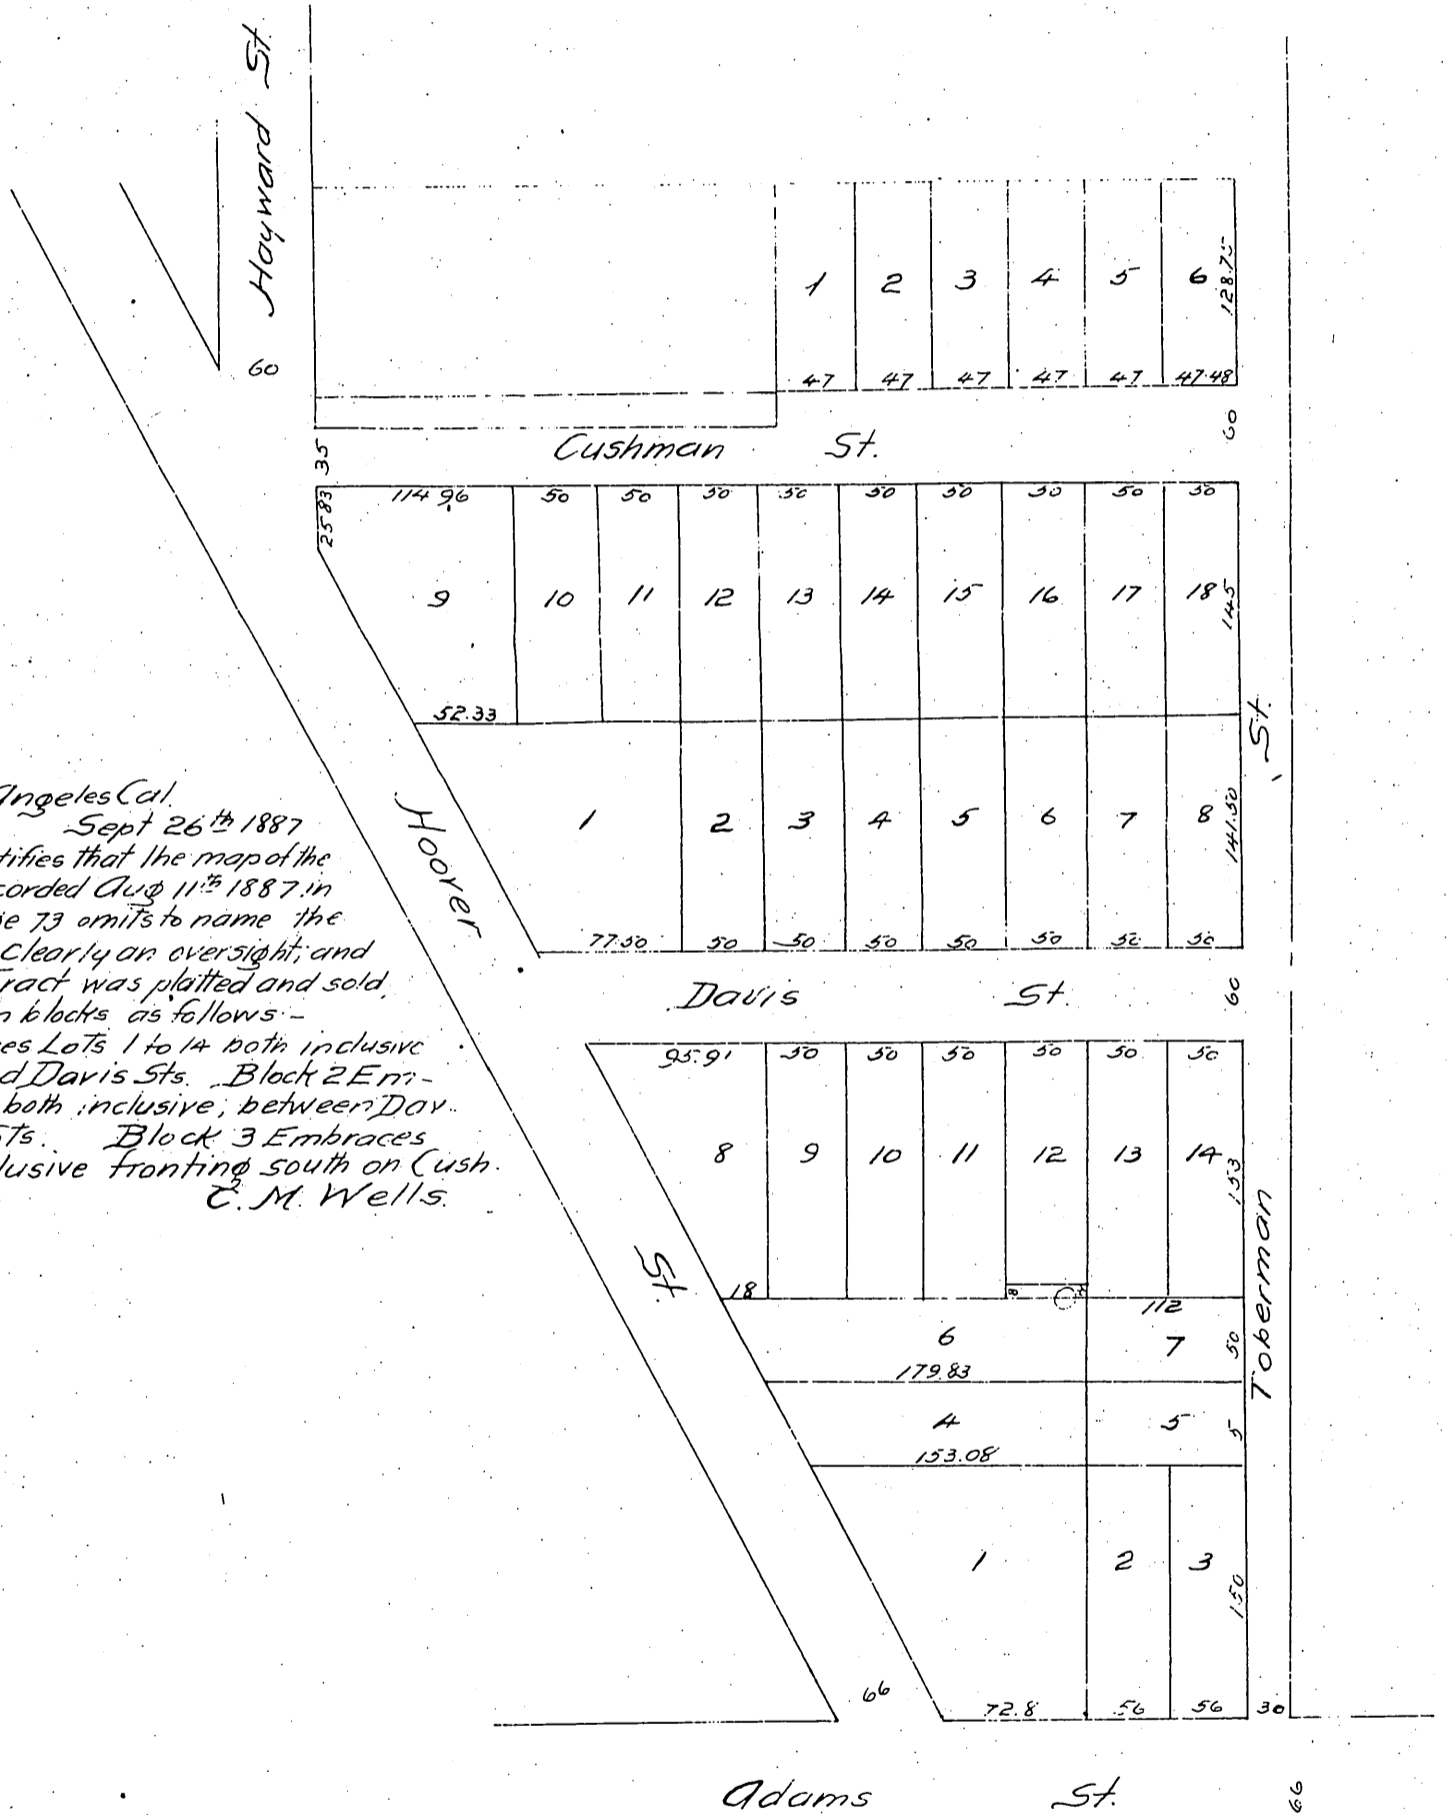 Hayward St.
60
1 2 3 4 5 6
128.75
47 47 47 47 47 47.48
Cushman St.
60
35
25 83
114 96 50 50 50 50 50 50 50 50 50
9 10 11 12 13 14 15 16 17 18
145
52.33
St.
Hoover
1 2 3 4 5 6 7 8
141.50
77.50 50 50 50 50 50 50 50
Davis St.
60
Angeles Cal.
Sept 26th 1887
tifies that the map of the
corded Aug 11th 1887 in
e 73 omits to name the
Clearly an oversight; and
ract was platted and sold
n blocks as follows:-
es Lots 1 to 14 both inclusive
d Davis Sts. Block 2 Em-
both inclusive; between Dav-
Ts. Block 3 Embraces
lusive fronting south on Cush-
M. Wells.
95.91 50 50 50 50 50 50
8 9 10 11 12 13 14
153
St.
18
112
6 7
50
179.83
Toberman
4 5
5
153.08
1 2 3
150
66
72.8 56 56 30
Adams St.
66